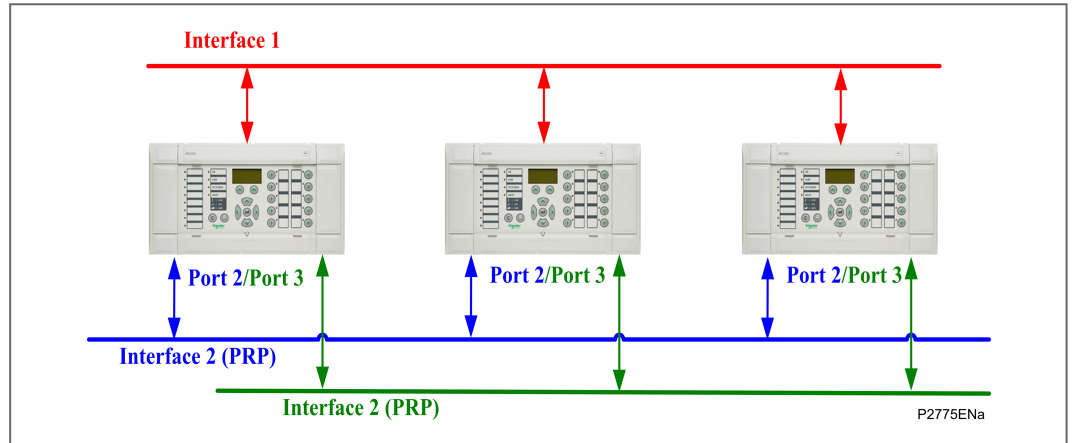 Interface 1
Port 2/Port 3
Port 2/Port 3
Port 2/Port 3
Interface 2 (PRP)
Interface 2 (PRP)
P2775ENa